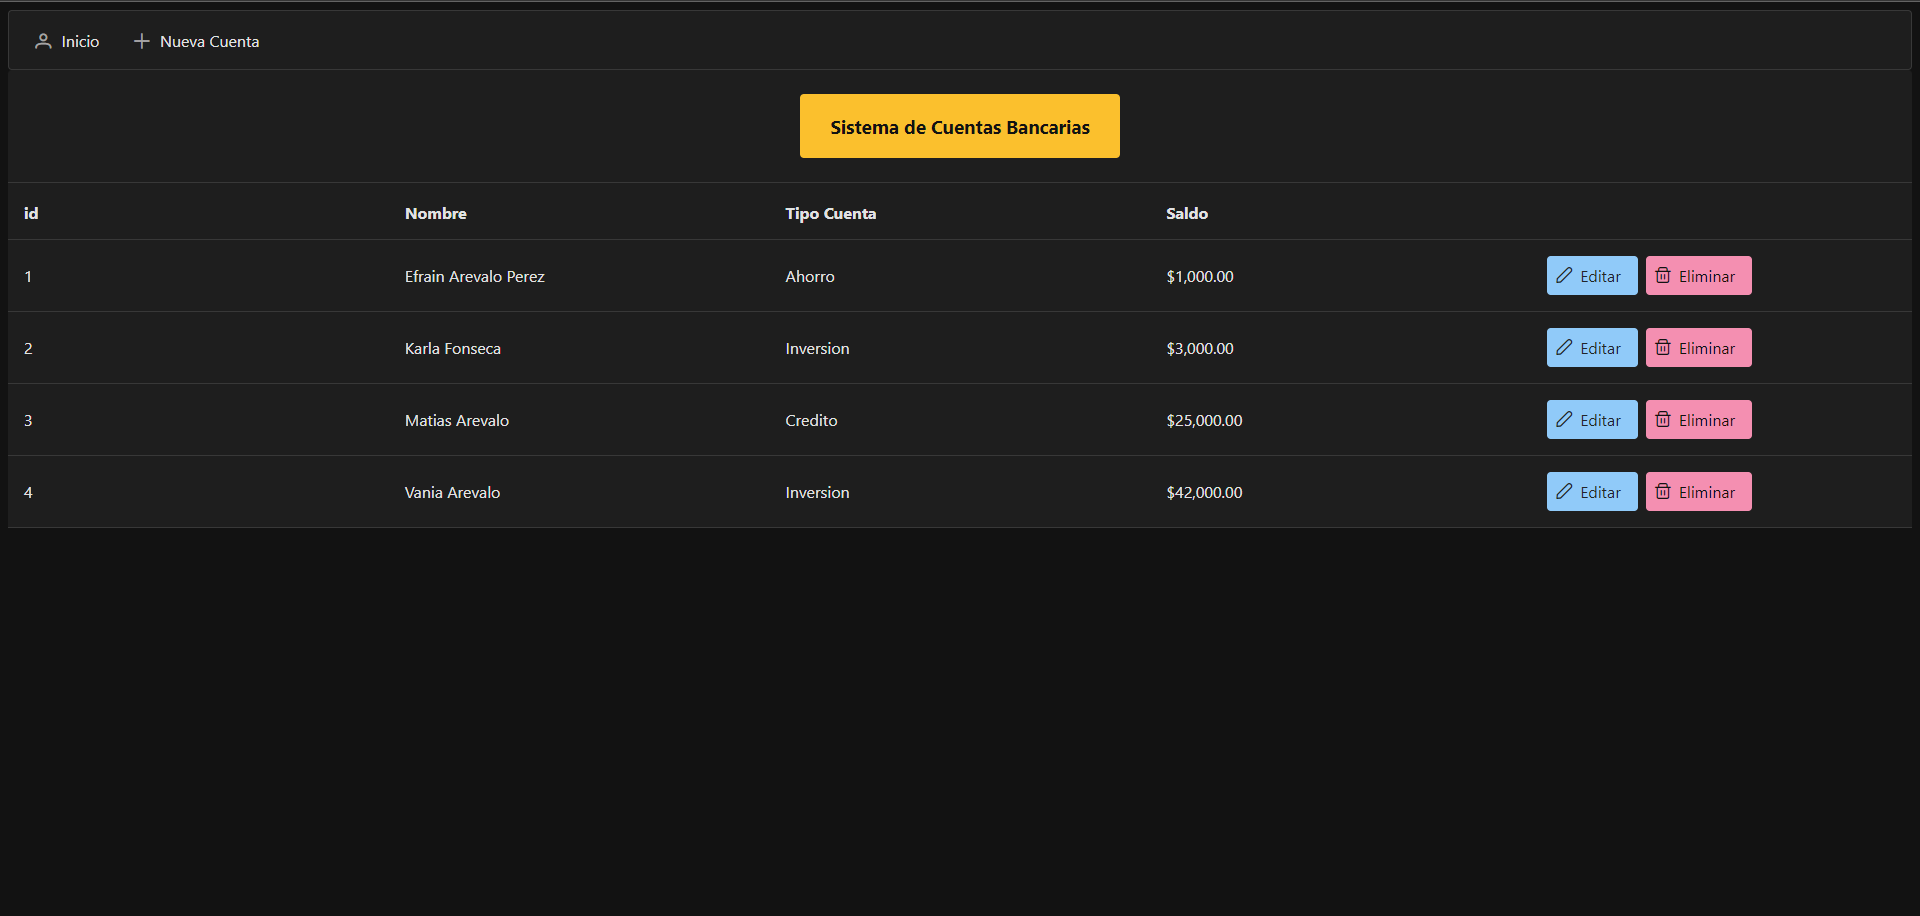 Inicio Nueva Cuenta
Sistema de Cuentas Bancarias
id Nombre Tipo Cuenta Saldo
1 Efrain Arevalo Perez Ahorro $1,000.00 Editar Eliminar
2 Karla Fonseca Inversion $3,000.00 Editar Eliminar
3 Matias Arevalo Credito $25,000.00 Editar Eliminar
4 Vania Arevalo Inversion $42,000.00 Editar Eliminar